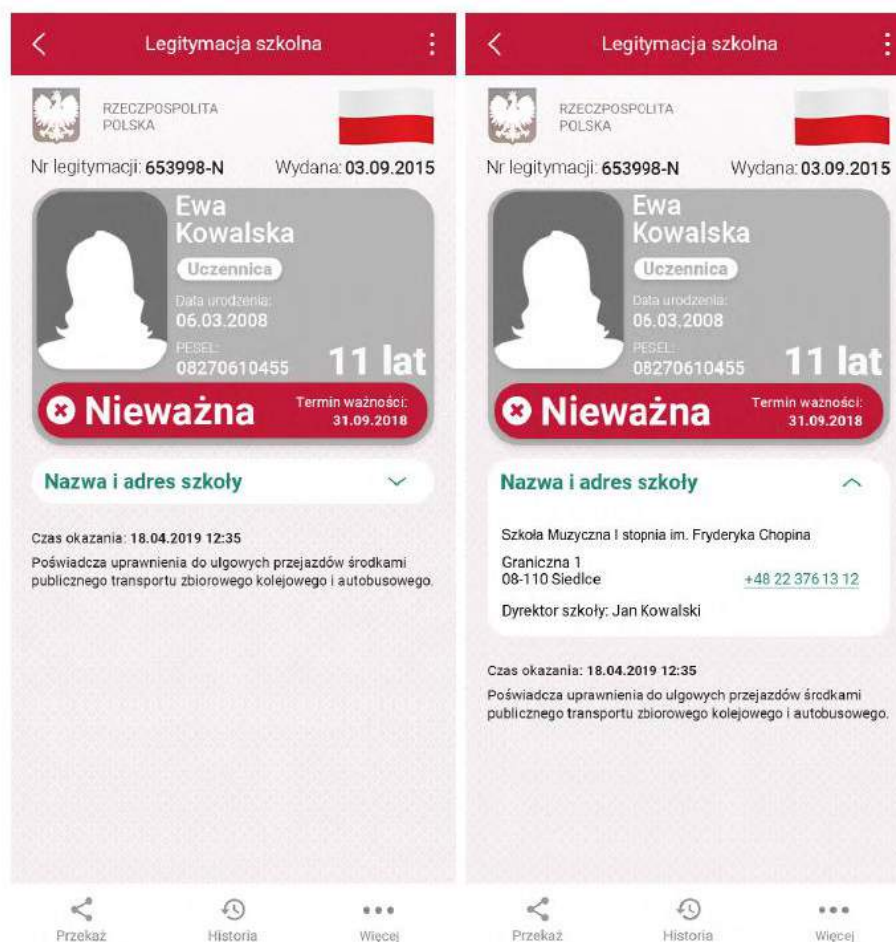 Legitymacja szkolna
RZECZPOSPOLITA
POLSKA
Nr legitymacji: 653998-N Wydana: 03.09.2015
Ewa
Kowalska
Uczennica
Data urodzenia:
06.03.2008
PESEL:
08270610455
11 lat
Nieważna
Termin ważności:
31.09.2018
Nazwa i adres szkoły
Czas okazania: 18.04.2019 12:35
Poświadcza uprawnienia do ulgowych przejazdów środkami
publicznego transportu zbiorowego kolejowego i autobusowego.
Przekaż
Historia
Więcej
Legitymacja szkolna
RZECZPOSPOLITA
POLSKA
Nr legitymacji: 653998-N Wydana: 03.09.2015
Ewa
Kowalska
Uczennica
Data urodzenia:
06.03.2008
PESEL:
08270610455
11 lat
Nieważna
Termin ważności:
31.09.2018
Nazwa i adres szkoły
Szkoła Muzyczna I stopnia im. Fryderyka Chopina
Graniczna 1
08-110 Siedlce
+48 22 376 13 12
Dyrektor szkoły: Jan Kowalski
Czas okazania: 18.04.2019 12:35
Poświadcza uprawnienia do ulgowych przejazdów środkami
publicznego transportu zbiorowego kolejowego i autobusowego.
Przekaż
Historia
Więcej